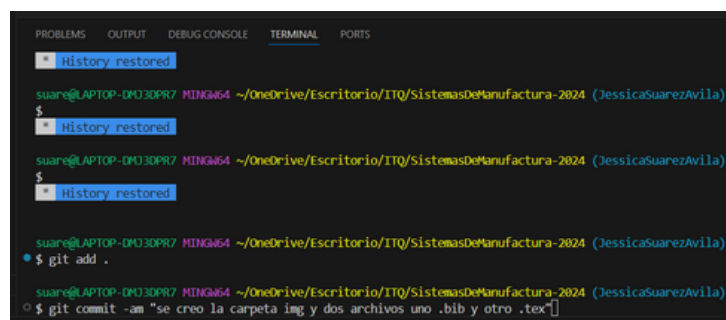 PROBLEMS OUTPUT DEBUG CONSOLE TERMINAL PORTS
* History restored
suare@LAPTOP-DMJ3DPR7 MINGW64 ~/OneDrive/Escritorio/ITQ/SistemasDeManufactura-2024 (JessicaSuarezAvila)
$
* History restored
suare@LAPTOP-DMJ3DPR7 MINGW64 ~/OneDrive/Escritorio/ITQ/SistemasDeManufactura-2024 (JessicaSuarezAvila)
$
* History restored
suare@LAPTOP-DMJ3DPR7 MINGW64 ~/OneDrive/Escritorio/ITQ/SistemasDeManufactura-2024 (JessicaSuarezAvila)
$ git add .
suare@LAPTOP-DMJ3DPR7 MINGW64 ~/OneDrive/Escritorio/ITQ/SistemasDeManufactura-2024 (JessicaSuarezAvila)
$ git commit -am "se creo la carpeta img y dos archivos uno .bib y otro .tex"